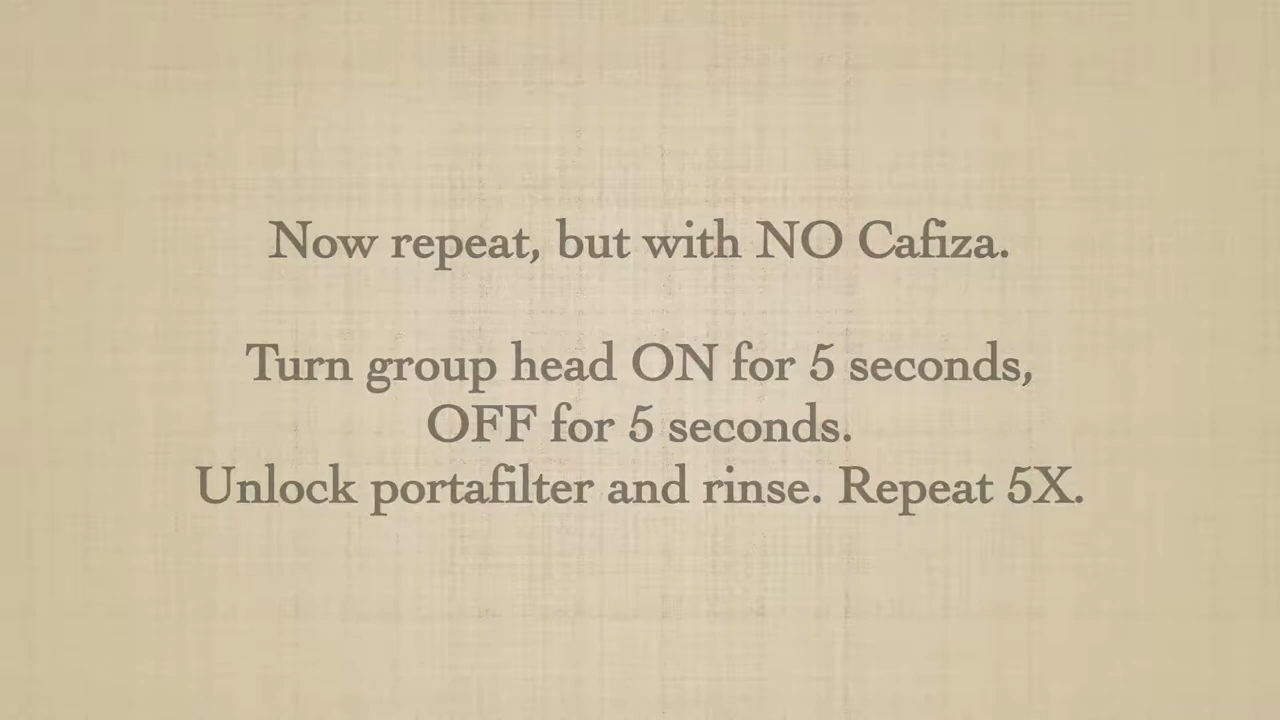 Now repeat, but with NO Cafiza.
Turn group head ON for 5 seconds,
OFF for 5 seconds.
Unlock portafilter and rinse. Repeat 5X.